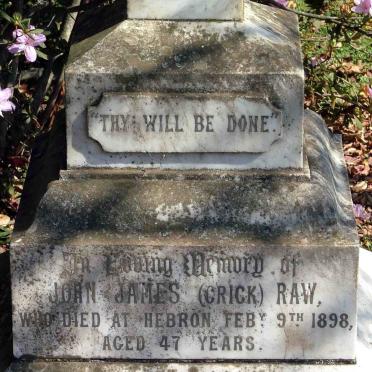 "THY WILL BE DONE".
In Loving Memory of
JOHN JAMES (CRICK) RAW,
WHO DIED AT HEBRON, FEBY 9TH 1898,
AGED 47 YEARS.